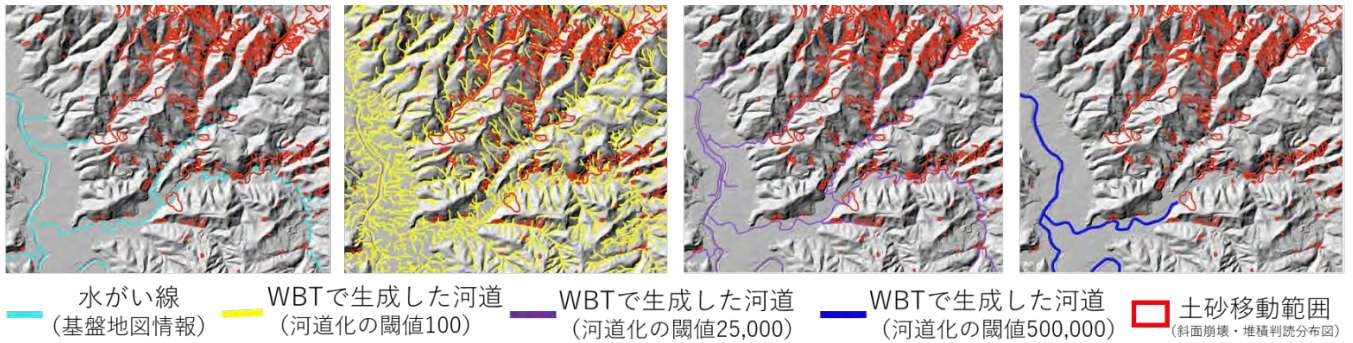 水がい線
(基盤地図情報)
WBTで生成した河道
(河道化の閾値100)
WBTで生成した河道
(河道化の閾値25,000)
WBTで生成した河道
(河道化の閾値500,000)
土砂移動範囲
(斜面崩壊・堆積判読分布図)